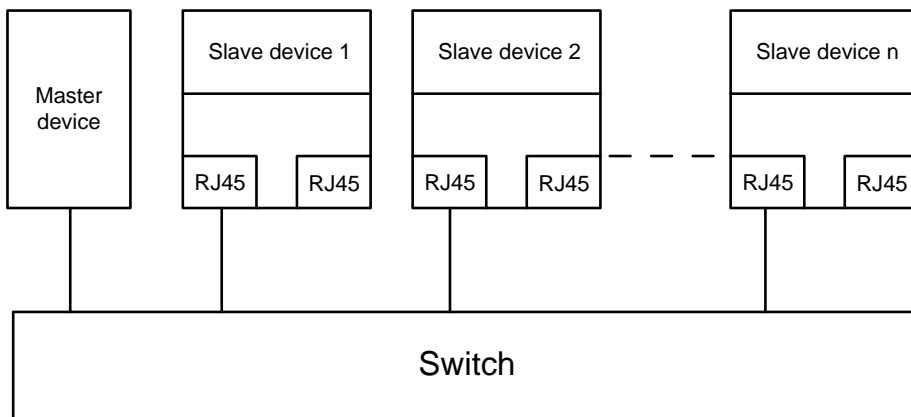 Master
device
Slave device 1
Slave device 2
Slave device n
RJ45
RJ45
RJ45
RJ45
RJ45
RJ45
Switch